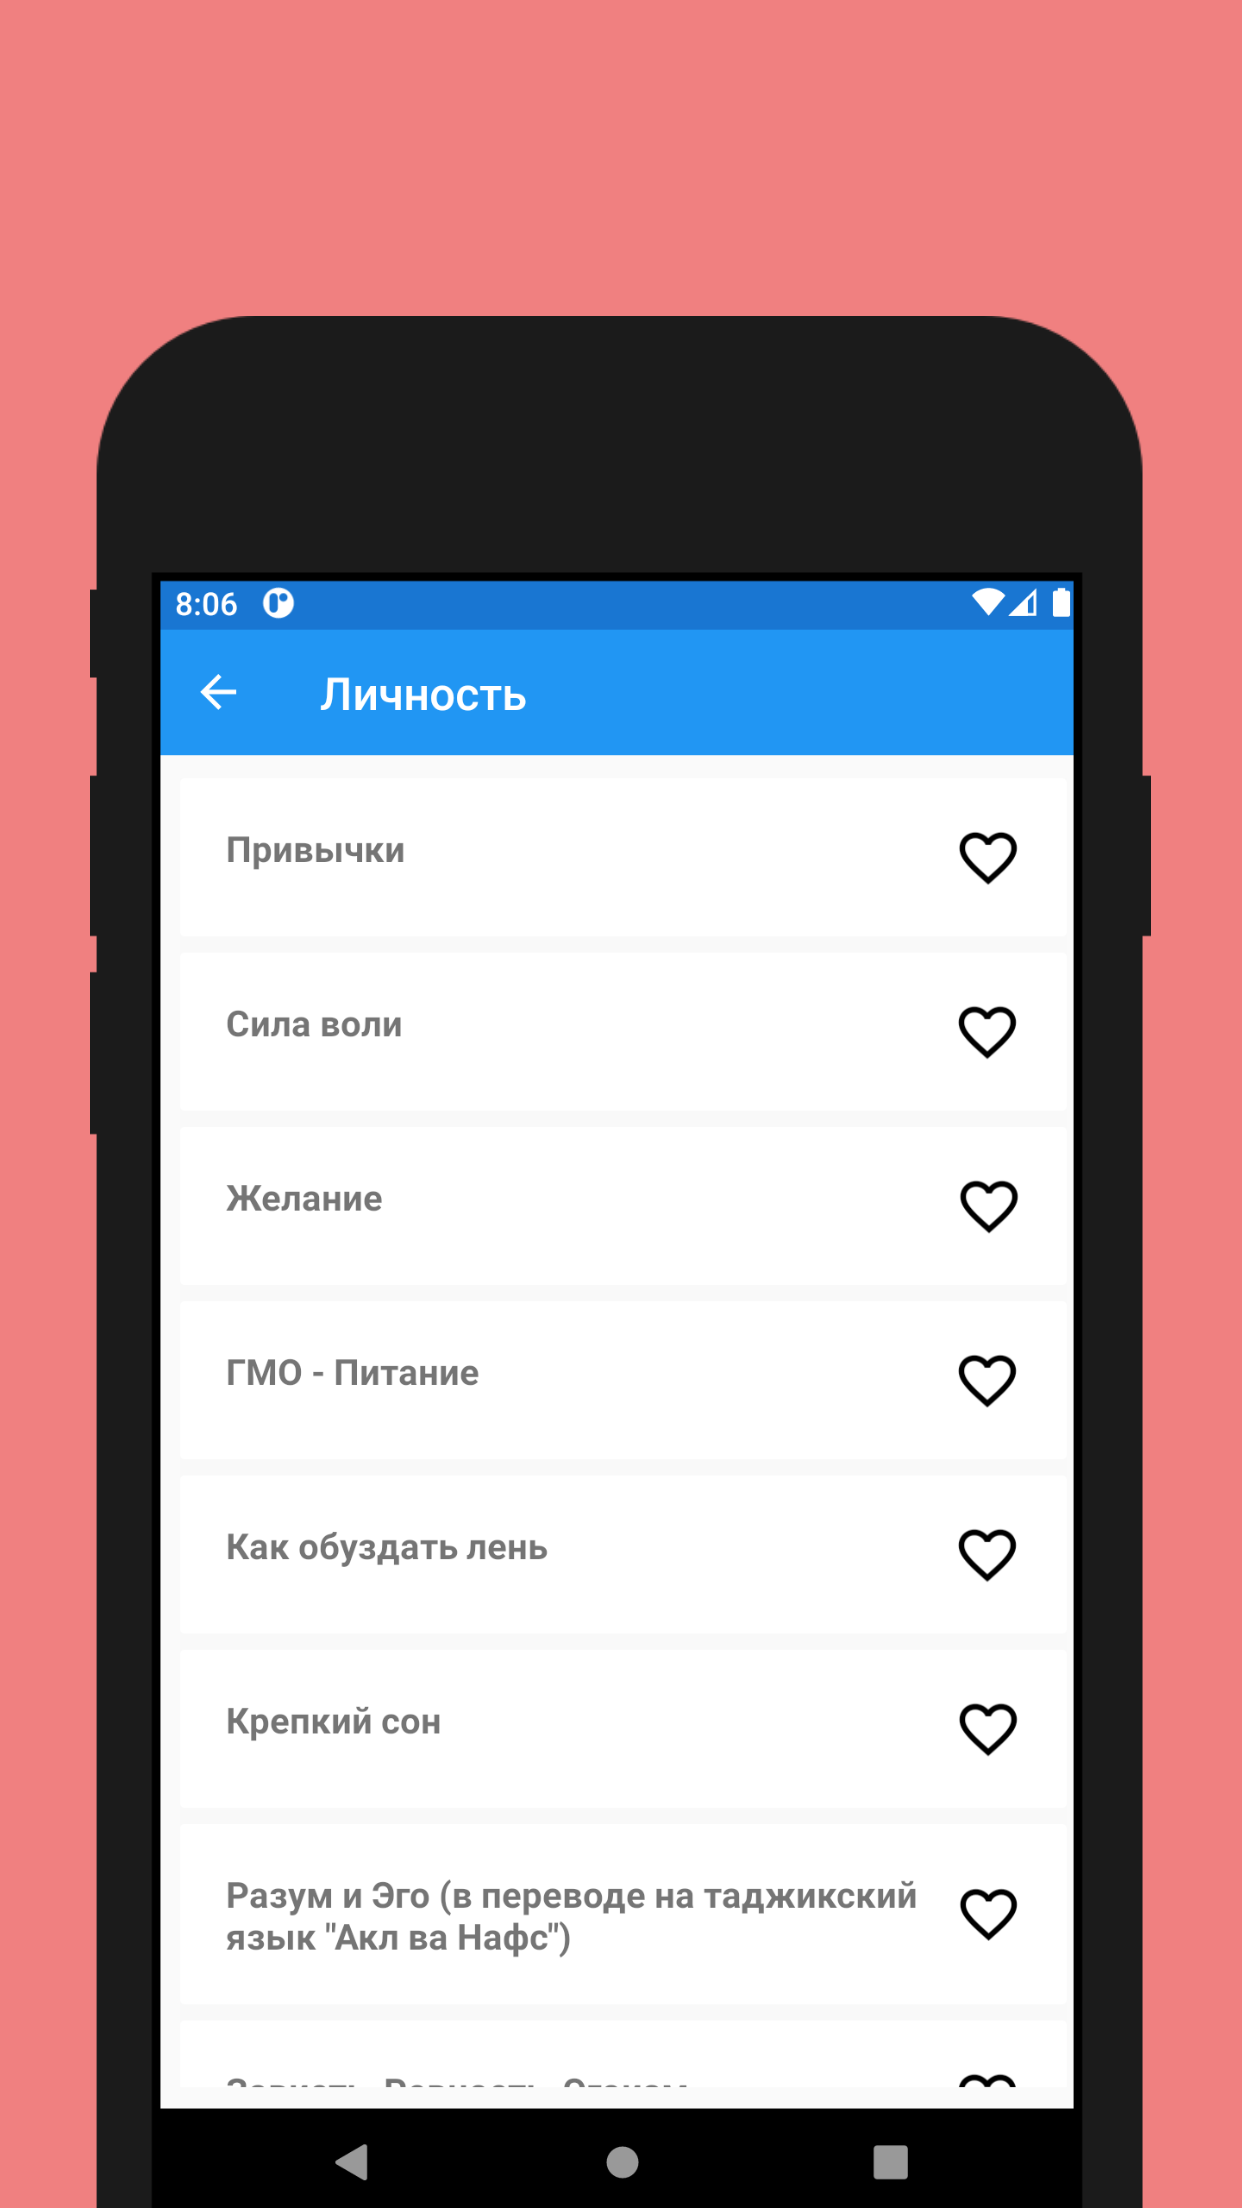 8:06
Личность
Привычки
Сила воли
Желание
ГМО - Питание
Как обуздать лень
Крепкий сон
Разум и Эго (в переводе на таджикский
язык "Акл ва Нафс")